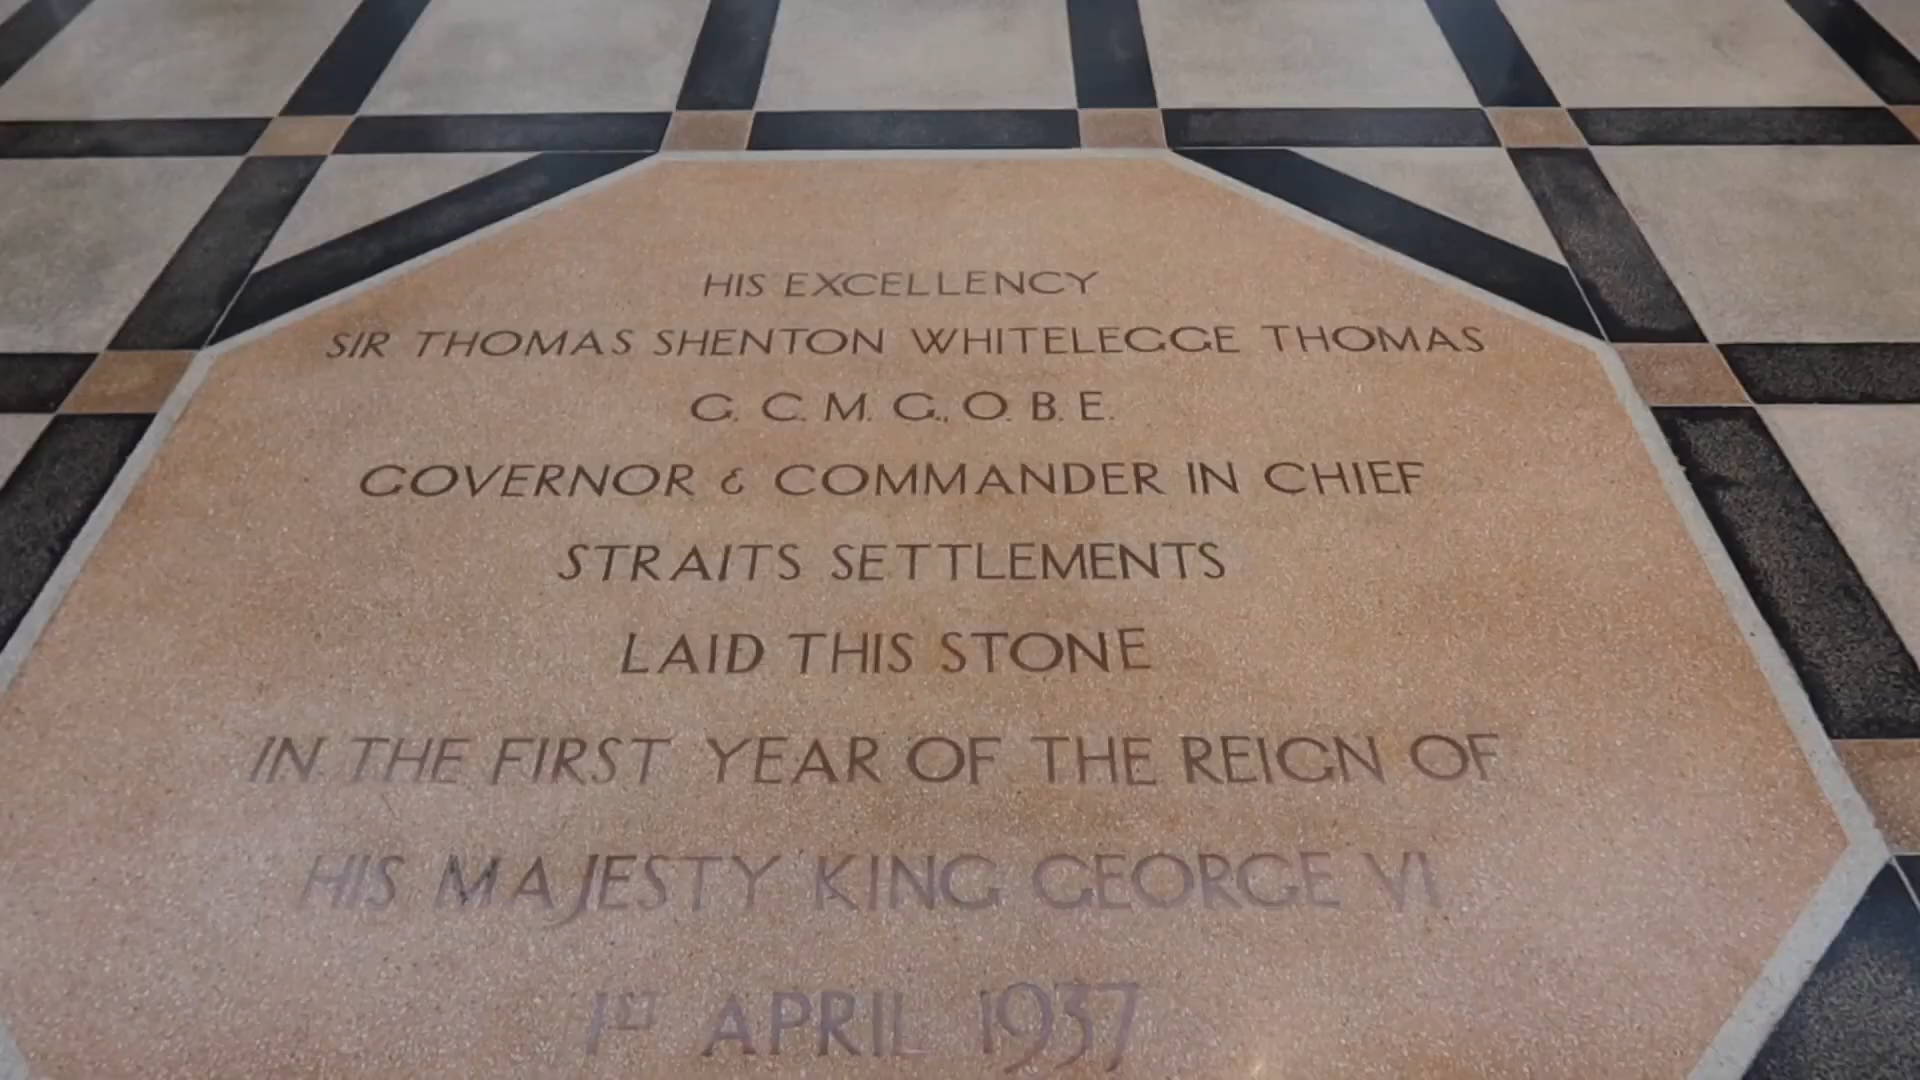 HIS EXCELLENCY
SIR THOMAS SHENTON WHITELEGGE THOMAS
G. C. M. G., O. B. E.
GOVERNOR & COMMANDER IN CHIEF
STRAITS SETTLEMENTS
LAID THIS STONE
IN THE FIRST YEAR OF THE REIGN OF
HIS MAJESTY KING GEORGE VI
1ST APRIL 1937